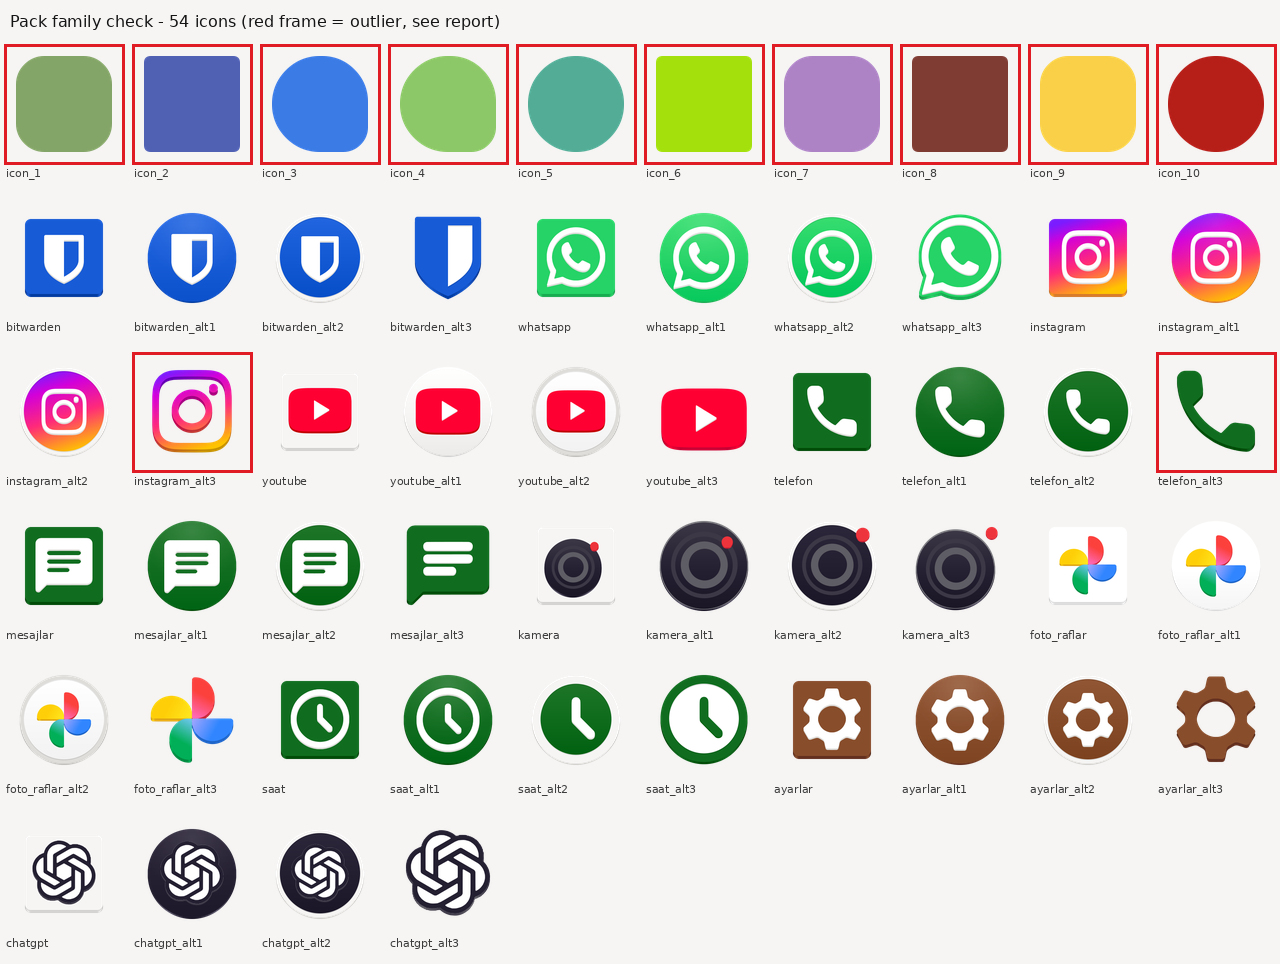 Pack family check - 54 icons (red frame = outlier, see report)
icon_1 icon_2 icon_3 icon_4 icon_5 icon_6 icon_7 icon_8 icon_9 icon_10
bitwarden bitwarden_alt1 bitwarden_alt2 bitwarden_alt3 whatsapp whatsapp_alt1 whatsapp_alt2 whatsapp_alt3 instagram instagram_alt1
instagram_alt2 instagram_alt3 youtube youtube_alt1 youtube_alt2 youtube_alt3 telefon telefon_alt1 telefon_alt2 telefon_alt3
mesajlar mesajlar_alt1 mesajlar_alt2 mesajlar_alt3 kamera kamera_alt1 kamera_alt2 kamera_alt3 foto_raflar foto_raflar_alt1
foto_raflar_alt2 foto_raflar_alt3 saat saat_alt1 saat_alt2 saat_alt3 ayarlar ayarlar_alt1 ayarlar_alt2 ayarlar_alt3
chatgpt chatgpt_alt1 chatgpt_alt2 chatgpt_alt3